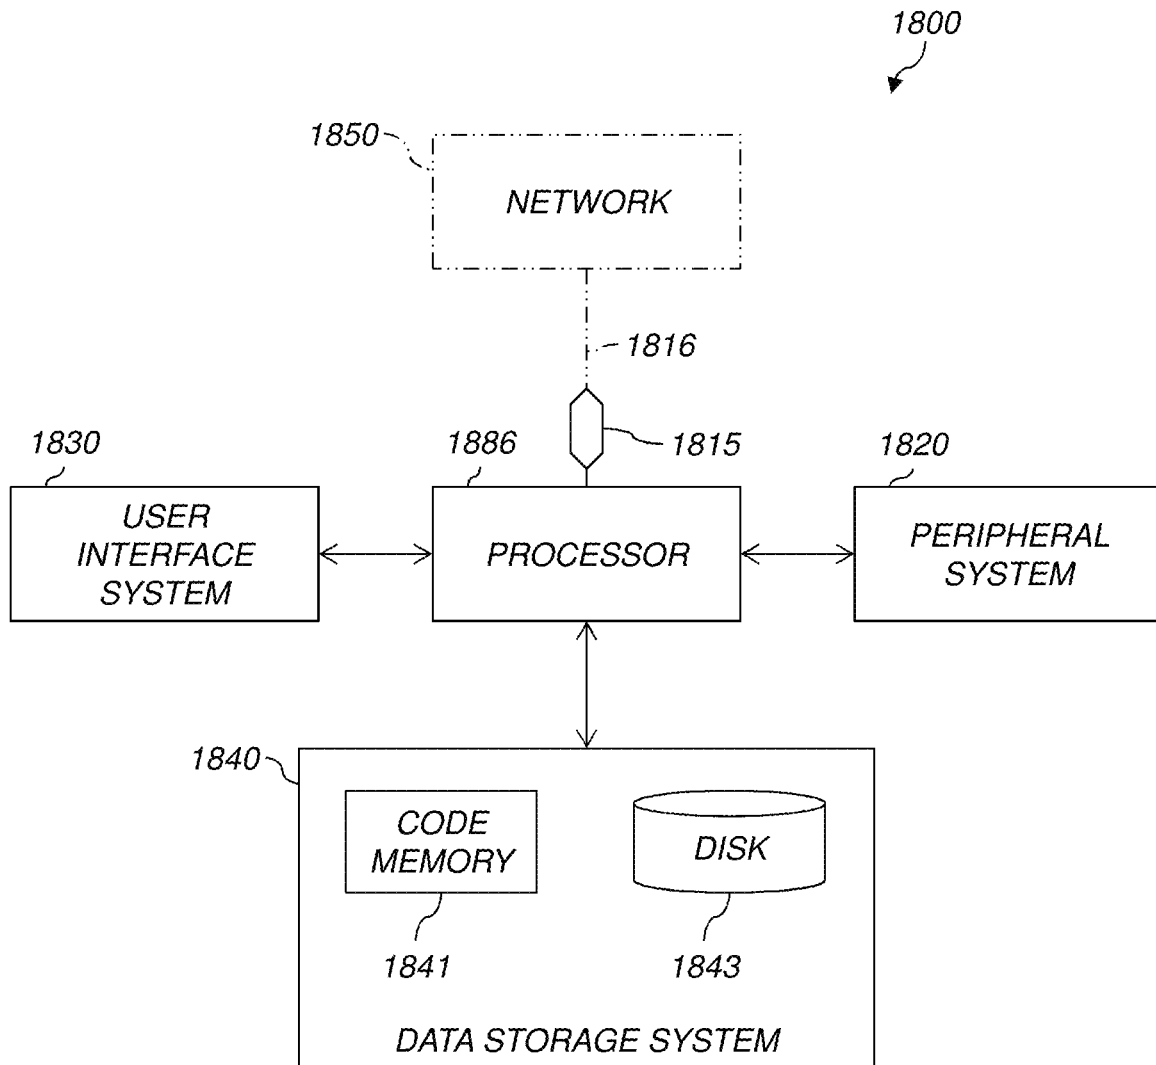 1800
1850
NETWORK
1816
1815
1830
1886
1820
USER
INTERFACE
SYSTEM
PROCESSOR
PERIPHERAL
SYSTEM
1840
CODE
MEMORY
DISK
1841
1843
DATA STORAGE SYSTEM